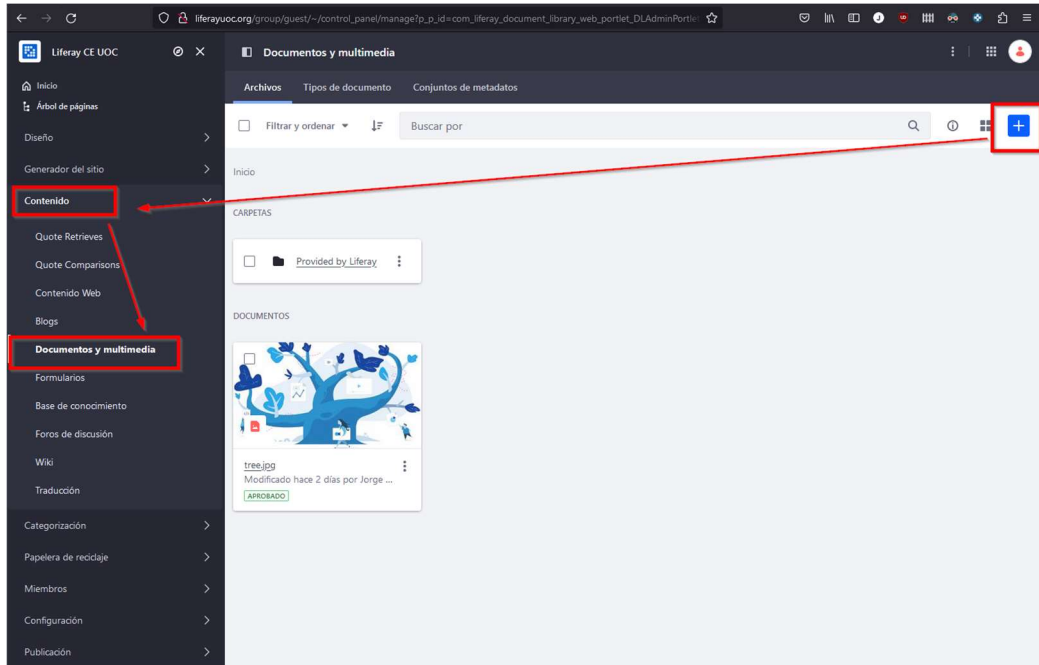 liferayuoc.org/group/guest/~/control_panel/manage?p_p_id=com_liferay_document_library_web_portlet_DLAdminPortlet
Liferay CE UOC
Documentos y multimedia
Inicio
Árbol de páginas
Diseño
Generador del sitio
Contenido
Quote Retrieves
Quote Comparisons
Contenido Web
Blogs
Documentos y multimedia
Formularios
Base de conocimiento
Foros de discusión
Wiki
Traducción
Categorización
Papelera de reciclaje
Miembros
Configuración
Publicación
Archivos Tipos de documento Conjuntos de metadatos
Filtrar y ordenar Buscar por
Inicio
CARPETAS
Provided by Liferay
DOCUMENTOS
tree.jpg
Modificado hace 2 días por Jorge ...
APROBADO